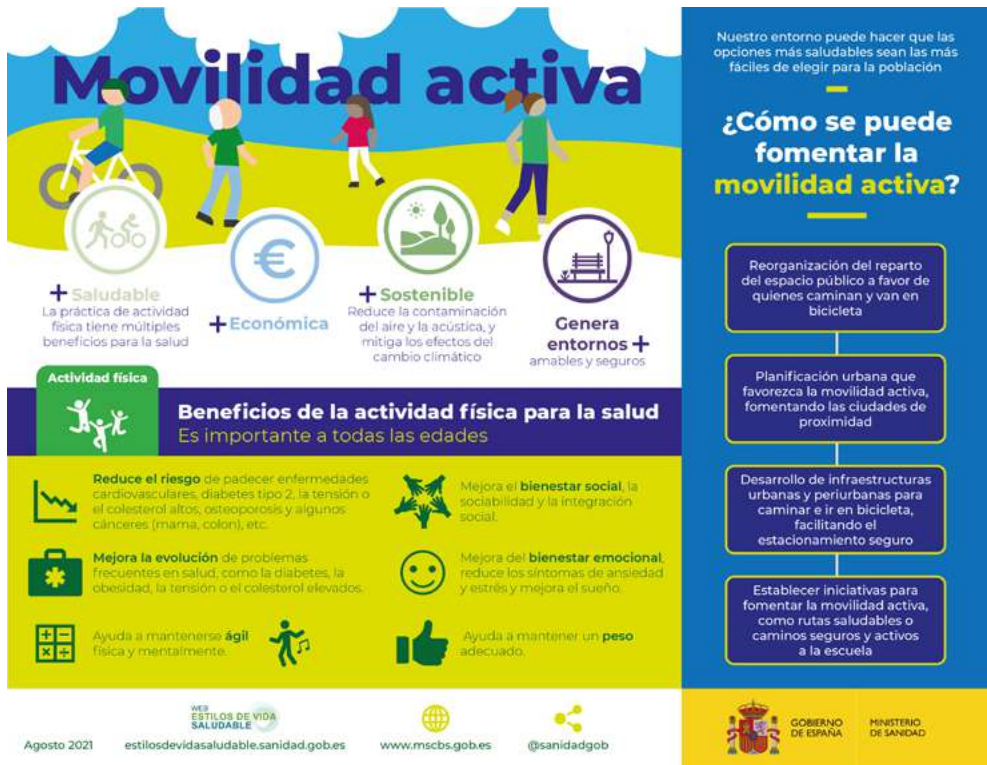 Movilidad activa
+ Saludable
La práctica de actividad
física tiene múltiples
beneficios para la salud
+ Económica
+ Sostenible
Reduce la contaminación
del aire y la acústica, y
mitiga los efectos del
cambio climático
Genera
entornos +
amables y seguros
Actividad física
Beneficios de la actividad física para la salud
Es importante a todas las edades
Reduce el riesgo de padecer enfermedades
cardiovasculares, diabetes tipo 2, la tensión o
el colesterol altos, osteoporosis y algunos
cánceres (mama, colon), etc.
Mejora la evolución de problemas
frecuentes en salud, como la diabetes, la
obesidad, la tensión o el colesterol elevados.
Ayuda a mantenerse ágil
física y mentalmente.
Mejora el bienestar social, la
sociabilidad y la integración
social.
Mejora del bienestar emocional,
reduce los síntomas de ansiedad
y estrés y mejora el sueño.
Ayuda a mantener un peso
adecuado.
Nuestro entorno puede hacer que las
opciones más saludables sean las más
fáciles de elegir para la población
¿Cómo se puede
fomentar la
movilidad activa?
Reorganización del reparto
del espacio público a favor de
quienes caminan y van en
bicicleta
Planificación urbana que
favorezca la movilidad activa,
fomentando las ciudades de
proximidad
Desarrollo de infraestructuras
urbanas y periurbanas para
caminar e ir en bicicleta,
facilitando el
estacionamiento seguro
Establecer iniciativas para
fomentar la movilidad activa,
como rutas saludables o
caminos seguros y activos
a la escuela
Agosto 2021
WEB
ESTILOS DE VIDA
SALUDABLE
estilosdevidasaludable.sanidad.gob.es
www.mscbs.gob.es
@sanidadgob
GOBIERNO
DE ESPAÑA
MINISTERIO
DE SANIDAD